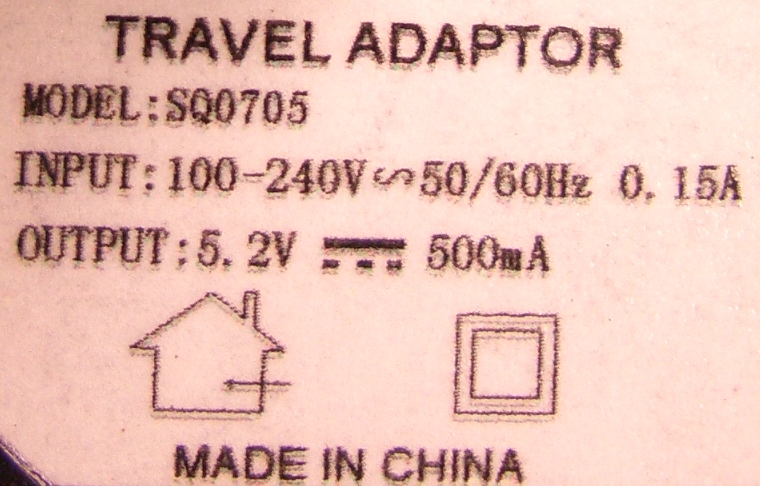 TRAVEL ADAPTOR
MODEL:SQ0705
INPUT:100-240V∽50/60Hz 0.15A
OUTPUT:5.2V ⎓ 500mA
MADE IN CHINA